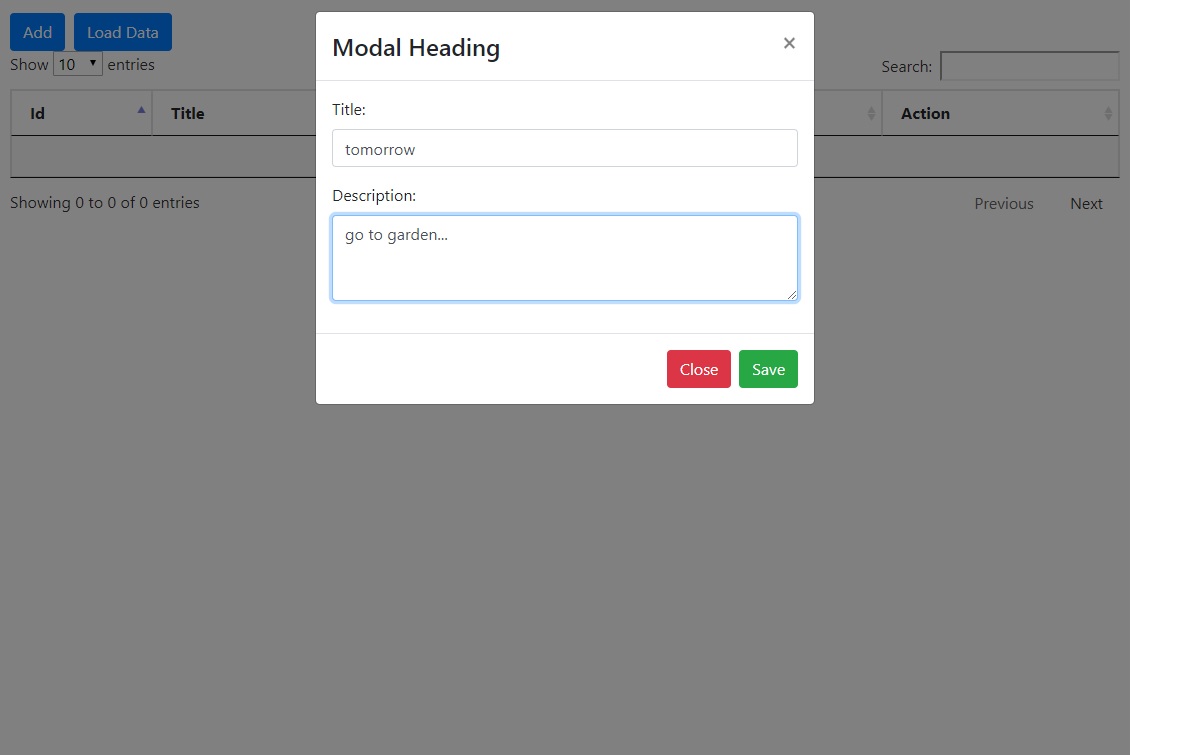 Add Load Data
Show 10 entries
Search:
Id Title Action
Showing 0 to 0 of 0 entries
Previous Next
Modal Heading ×
Title:
tomorrow
Description:
go to garden...
Close Save